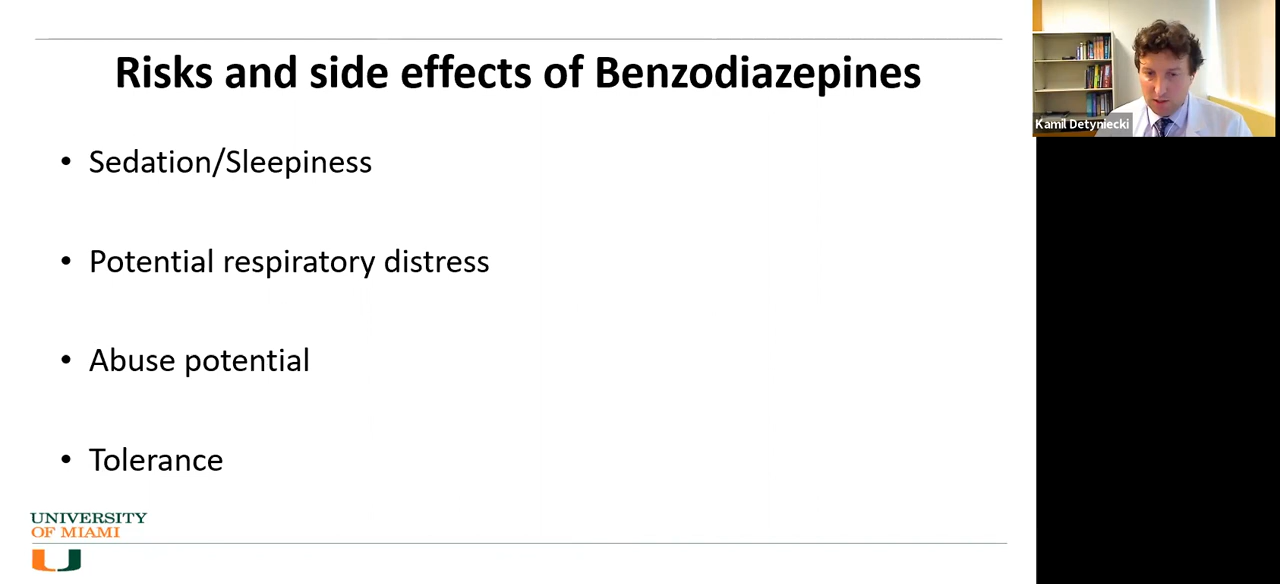 Risks and side effects of Benzodiazepines
• Sedation/Sleepiness
• Potential respiratory distress
• Abuse potential
• Tolerance
UNIVERSITY
OF MIAMI
Kamil Detyniecki